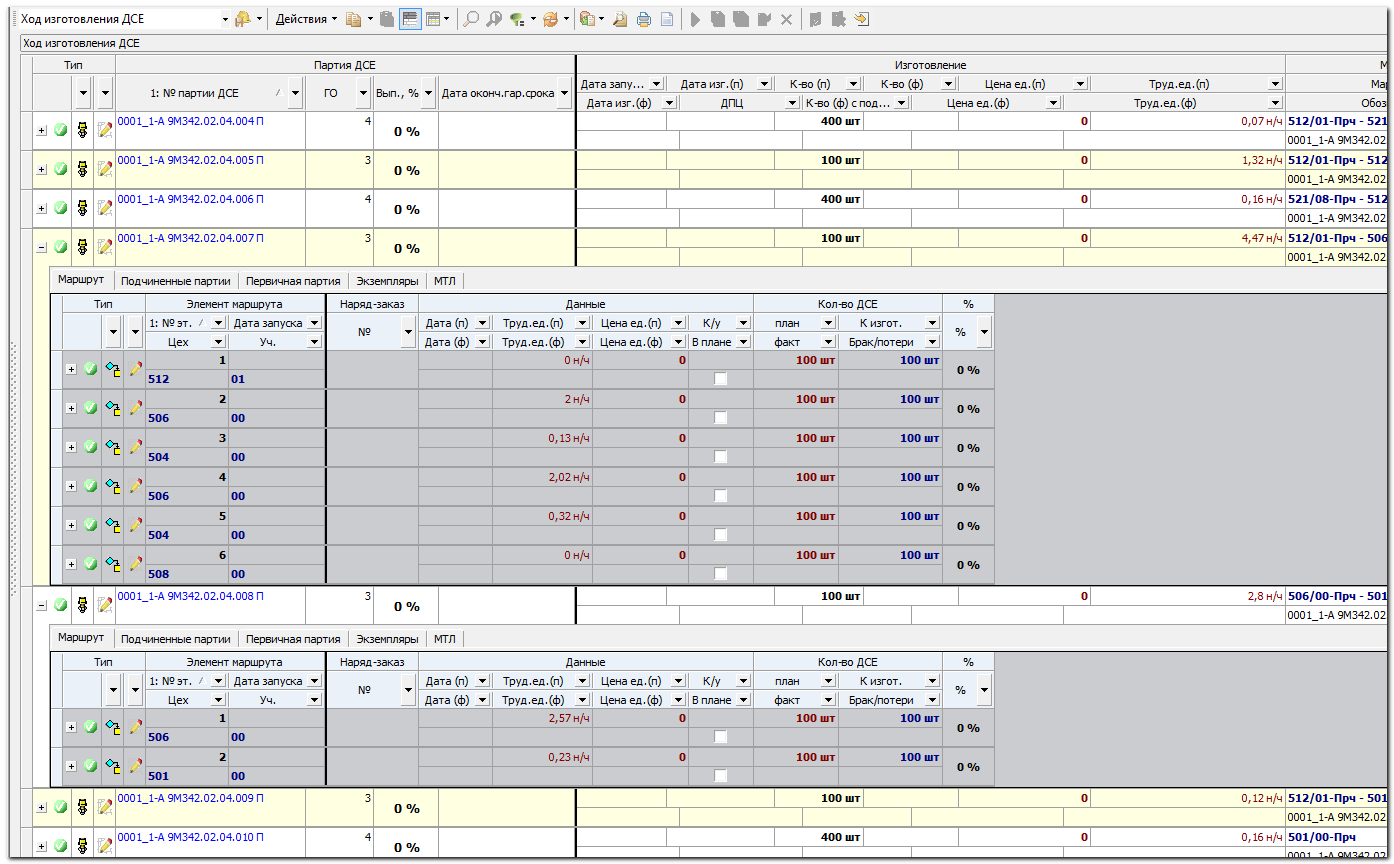 Ход изготовления ДСЕ Действия
Ход изготовления ДСЕ
Тип Партия ДСЕ Изготовление М
1: № партии ДСЕ ГО Вып., % Дата оконч.гар.срока Дата запу... Дата изг.(п) К-во (п) К-во (ф) Цена ед.(п) Труд.ед.(п) Мар
Дата изг.(ф) ДПЦ К-во (ф) с под... Цена ед.(ф) Труд.ед.(ф) Обоз
0001_1-А 9М342.02.04.004 П 4 0 % 400 шт 0 0,07 н/ч 512/01-Прч - 521
0001_1-А 9М342.02
0001_1-А 9М342.02.04.005 П 3 0 % 100 шт 0 1,32 н/ч 512/01-Прч - 512
0001_1-А 9М342.02
0001_1-А 9М342.02.04.006 П 4 0 % 400 шт 0 0,16 н/ч 521/08-Прч - 512
0001_1-А 9М342.02
0001_1-А 9М342.02.04.007 П 3 0 % 100 шт 0 4,47 н/ч 512/01-Прч - 506
0001_1-А 9М342.02
Маршрут Подчиненные партии Первичная партия Экземпляры МТЛ
Тип Элемент маршрута Наряд-заказ Данные Кол-во ДСЕ %
1: № эт. Дата запуска № Дата (п) Труд.ед.(п) Цена ед.(п) К/у план К изгот. %
Цех Уч. Дата (ф) Труд.ед.(ф) Цена ед.(ф) В плане факт Брак/потери
1 0 н/ч 0 100 шт 100 шт 0 %
512 01
2 2 н/ч 0 100 шт 100 шт 0 %
506 00
3 0,13 н/ч 0 100 шт 100 шт 0 %
504 00
4 2,02 н/ч 0 100 шт 100 шт 0 %
506 00
5 0,32 н/ч 0 100 шт 100 шт 0 %
504 00
6 0 н/ч 0 100 шт 100 шт 0 %
508 00
0001_1-А 9М342.02.04.008 П 3 0 % 100 шт 0 2,8 н/ч 506/00-Прч - 501
0001_1-А 9М342.02
Маршрут Подчиненные партии Первичная партия Экземпляры МТЛ
Тип Элемент маршрута Наряд-заказ Данные Кол-во ДСЕ %
1: № эт. Дата запуска № Дата (п) Труд.ед.(п) Цена ед.(п) К/у план К изгот. %
Цех Уч. Дата (ф) Труд.ед.(ф) Цена ед.(ф) В плане факт Брак/потери
1 2,57 н/ч 0 100 шт 100 шт 0 %
506 00
2 0,23 н/ч 0 100 шт 100 шт 0 %
501 00
0001_1-А 9М342.02.04.009 П 3 0 % 100 шт 0 0,12 н/ч 512/01-Прч - 501
0001_1-А 9М342.02
0001_1-А 9М342.02.04.010 П 4 0 % 400 шт 0 0,16 н/ч 501/00-Прч
0001_1-А 9М342.02